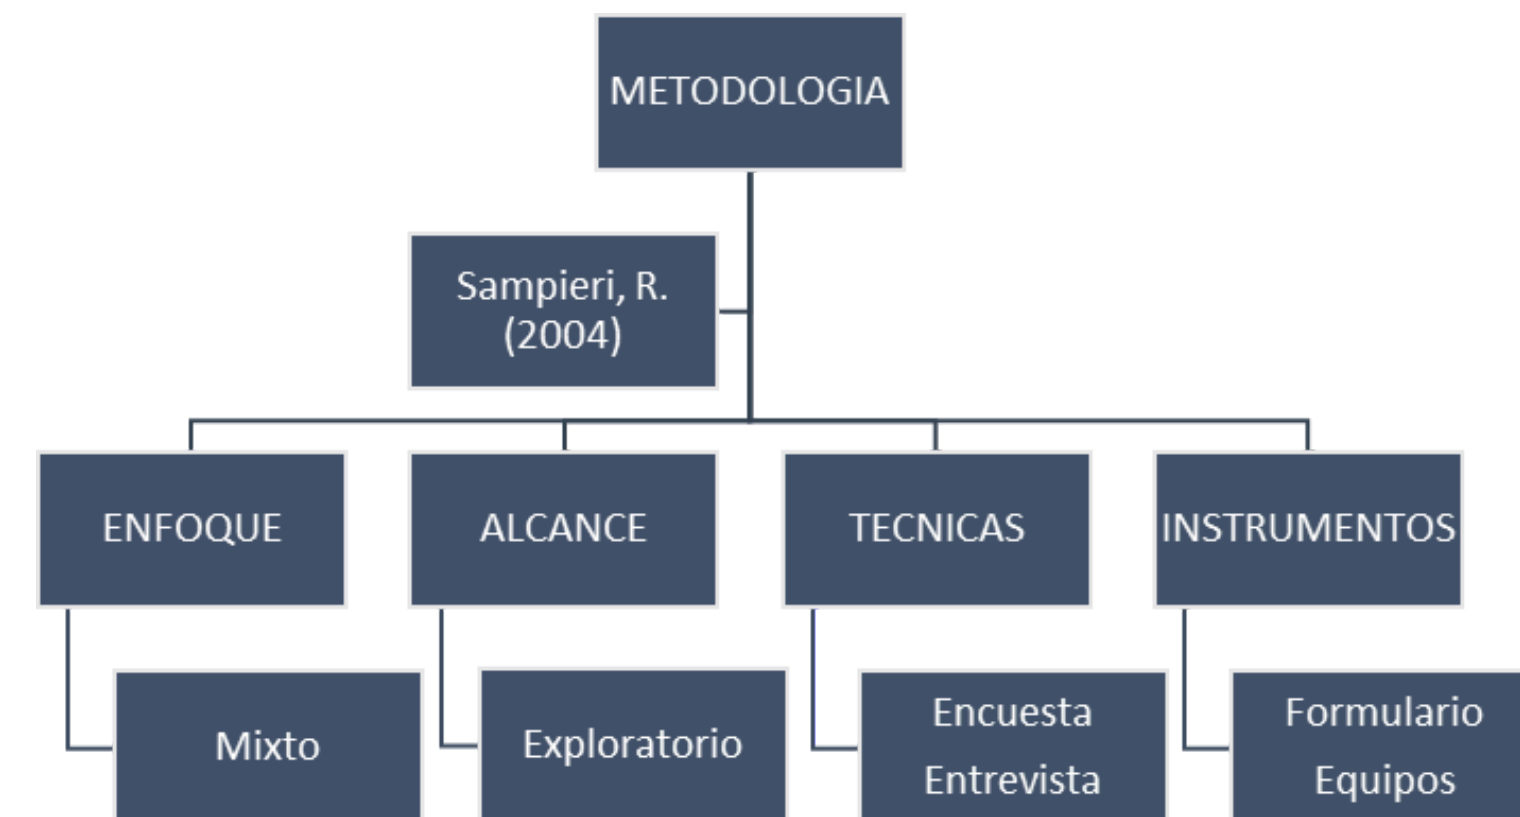 METODOLOGIA
Sampieri, R.
(2004)
ENFOQUE
ALCANCE
TECNICAS
INSTRUMENTOS
Mixto
Exploratorio
Encuesta
Entrevista
Formulario
Equipos